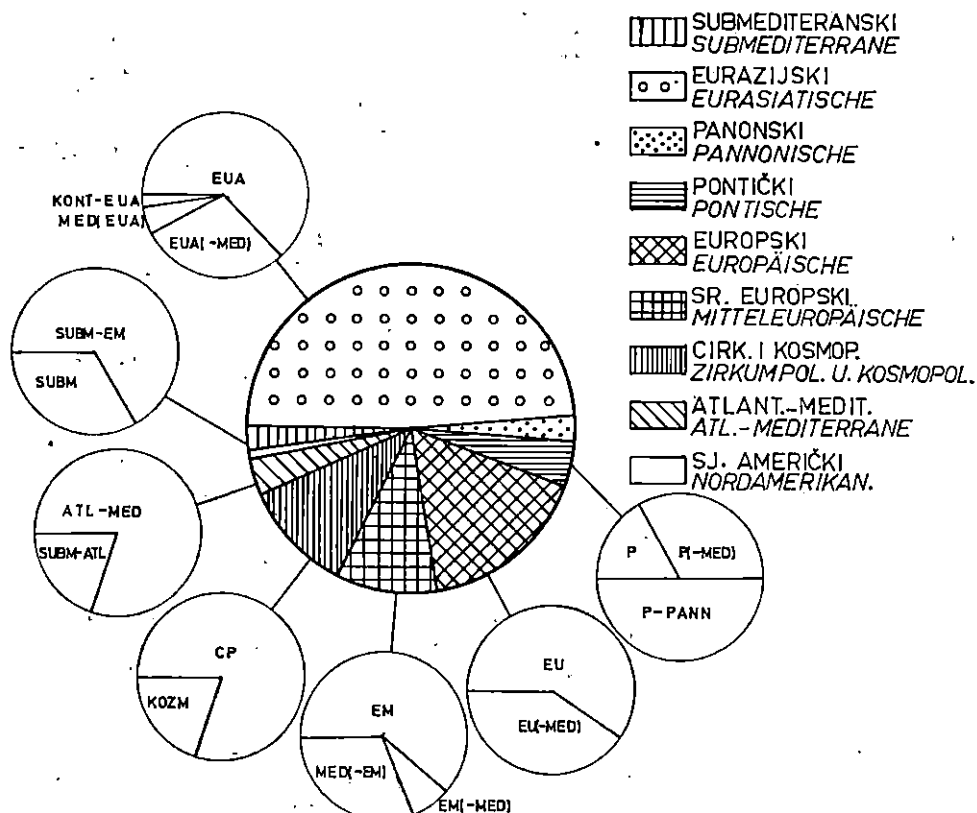 SUBMEDITERANSKI
SUBMEDITERRANE
EURAZIJSKI
EURASIATISCHE
PANONSKI
PANNONISCHE
PONTIČKI
PONTISCHE
EUROPSKI
EUROPÄISCHE
SR. EUROPSKI
MITTELEUROPÄISCHE
CIRK. I KOSMOP.
ZIRKUMPOL. U. KOSMOPOL.
ATLANT.-MEDIT.
ATL.-MEDITERRANE
SJ. AMERIČKI
NORDAMERIKAN.
EUA
KONT-EUA
MED(EUA)
EUA(-MED)
SUBM-EM
SUBM
ATL-MED
SUBM-ATL
CP
KOZM
EM
MED(-EM)
EM(-MED)
EU
EU(-MED)
P
P(-MED)
P-PANN